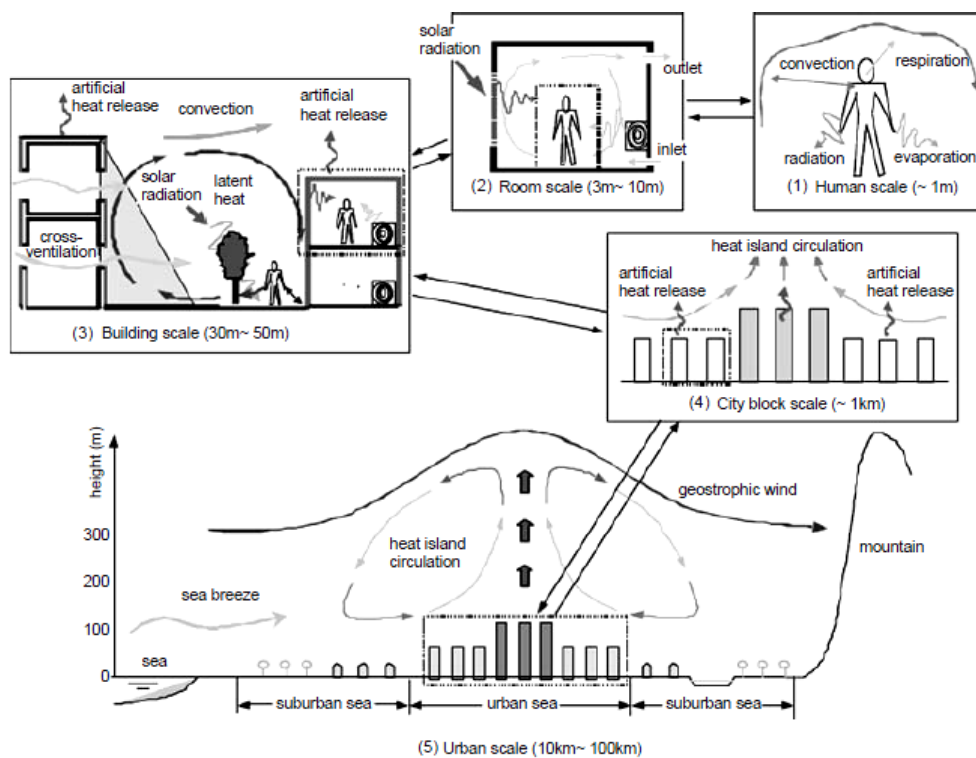 solar
radiation
outlet
inlet
(2) Room scale (3m~ 10m)
convection
respiration
radiation
evaporation
(1) Human scale (~ 1m)
artificial
heat release
convection
artificial
heat release
solar
radiation
latent
heat
cross-
ventilation
(3) Building scale (30m~ 50m)
heat island circulation
artificial
heat release
artificial
heat release
(4) City block scale (~ 1km)
height (m)
300
200
100
0
geostrophic wind
heat island
circulation
mountain
sea breeze
sea
suburban sea
urban sea
suburban sea
(5) Urban scale (10km~ 100km)